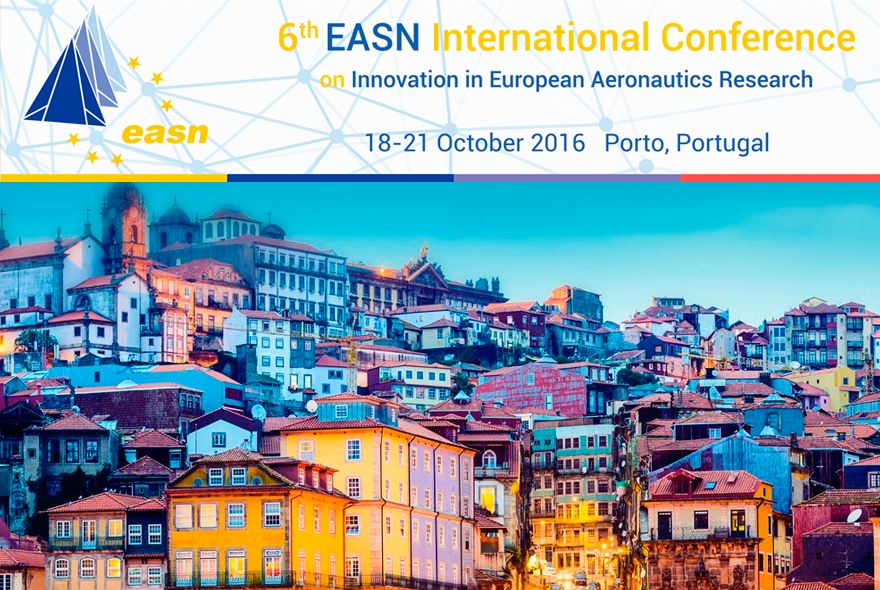 6th EASN International Conference
on Innovation in European Aeronautics Research
easn
18-21 October 2016 Porto, Portugal